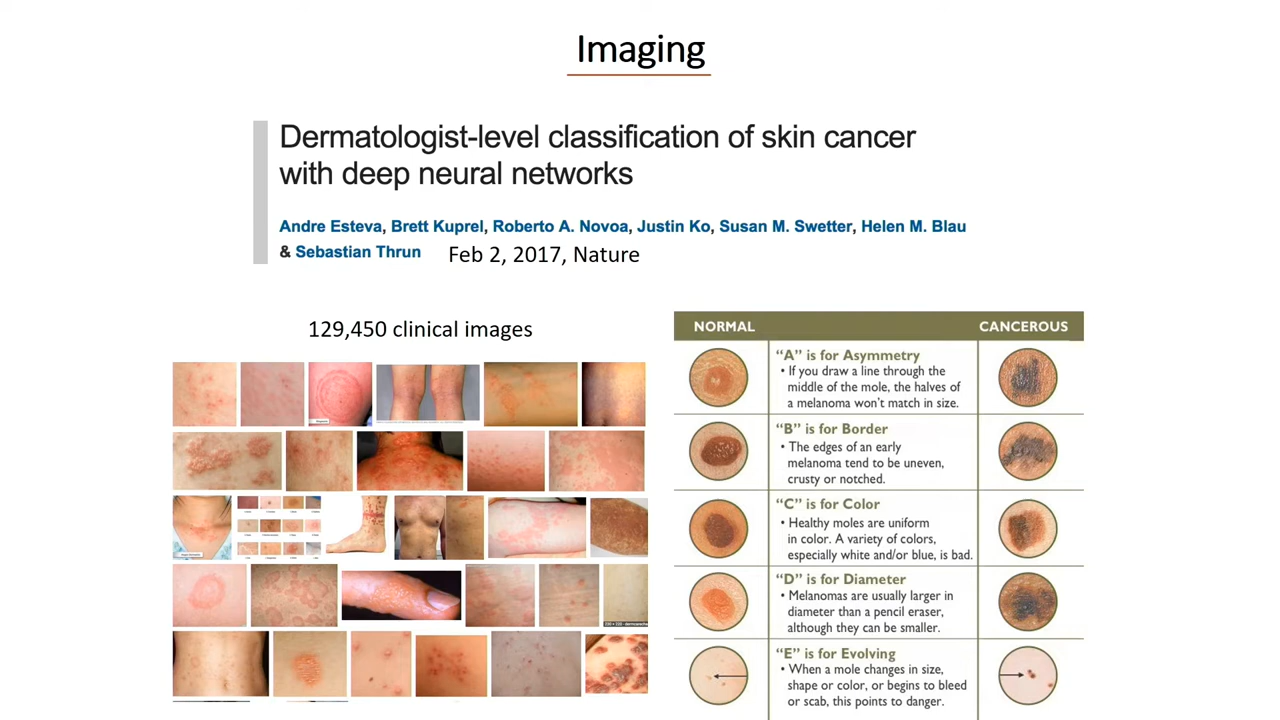 Imaging
Dermatologist-level classification of skin cancer
with deep neural networks
Andre Esteva, Brett Kuprel, Roberto A. Novoa, Justin Ko, Susan M. Swetter, Helen M. Blau
& Sebastian Thrun Feb 2, 2017, Nature
129,450 clinical images
NORMAL
CANCEROUS
“A” is for Asymmetry
• If you draw a line through the
middle of the mole, the halves of
a melanoma won’t match in size.
“B” is for Border
• The edges of an early
melanoma tend to be uneven,
crusty or notched.
“C” is for Color
• Healthy moles are uniform
in color. A variety of colors,
especially white and/or blue, is bad.
“D” is for Diameter
• Melanomas are usually larger in
diameter than a pencil eraser,
although they can be smaller.
“E” is for Evolving
• When a mole changes in size,
shape or color, or begins to bleed
or scab, this points to danger.